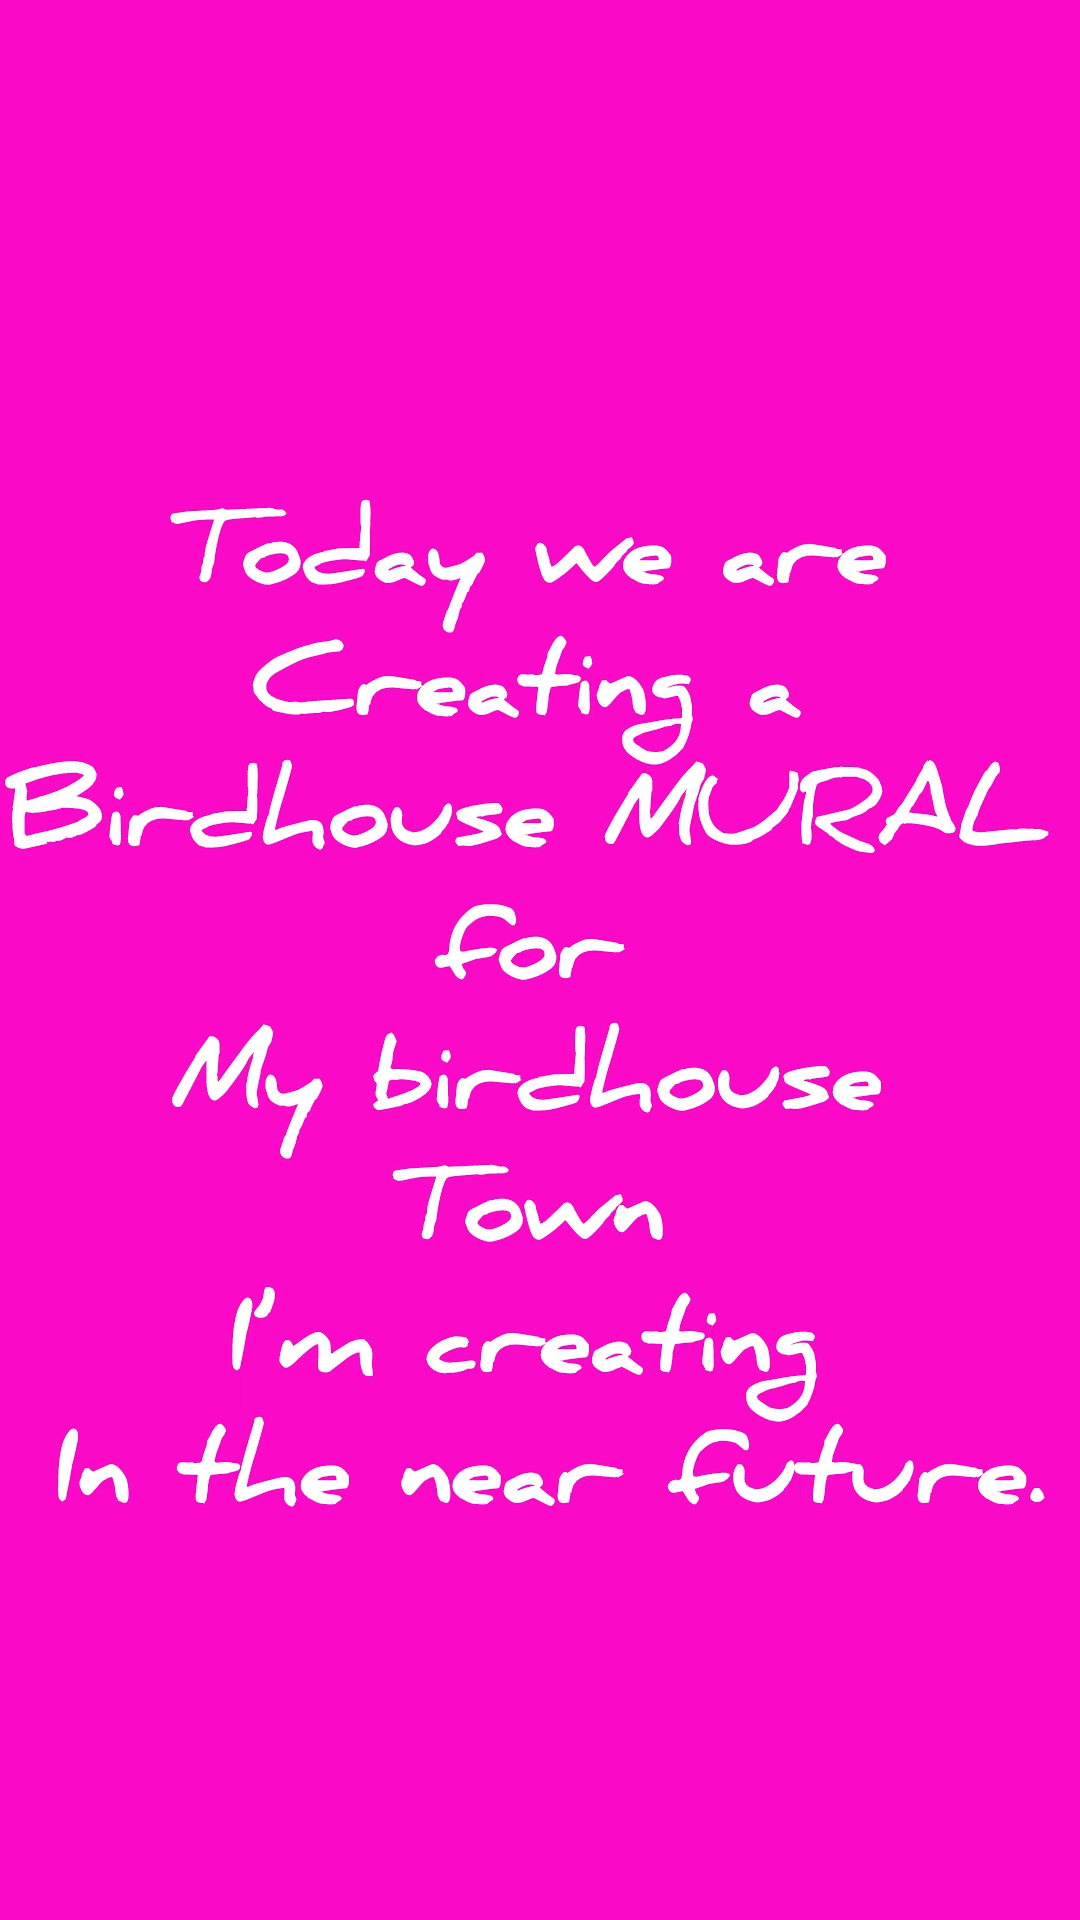 Today we are
Creating a
Birdhouse MURAL
for
My birdhouse
Town
I'm creating
In the near future.